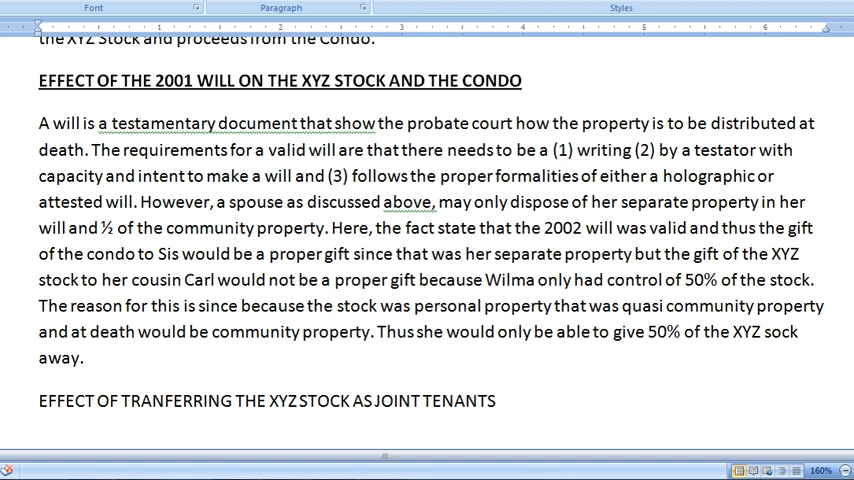 Font Paragraph Styles
1 2 3 4 5 6
the XYZ Stock and proceeds from the Condo.
EFFECT OF THE 2001 WILL ON THE XYZ STOCK AND THE CONDO
A will is a testamentary document that show the probate court how the property is to be distributed at
death. The requirements for a valid will are that there needs to be a (1) writing (2) by a testator with
capacity and intent to make a will and (3) follows the proper formalities of either a holographic or
attested will. However, a spouse as discussed above, may only dispose of her separate property in her
will and ½ of the community property. Here, the fact state that the 2002 will was valid and thus the gift
of the condo to Sis would be a proper gift since that was her separate property but the gift of the XYZ
stock to her cousin Carl would not be a proper gift because Wilma only had control of 50% of the stock.
The reason for this is since because the stock was personal property that was quasi community property
and at death would be community property. Thus she would only be able to give 50% of the XYZ sock
away.
EFFECT OF TRANFERRING THE XYZ STOCK AS JOINT TENANTS
160%